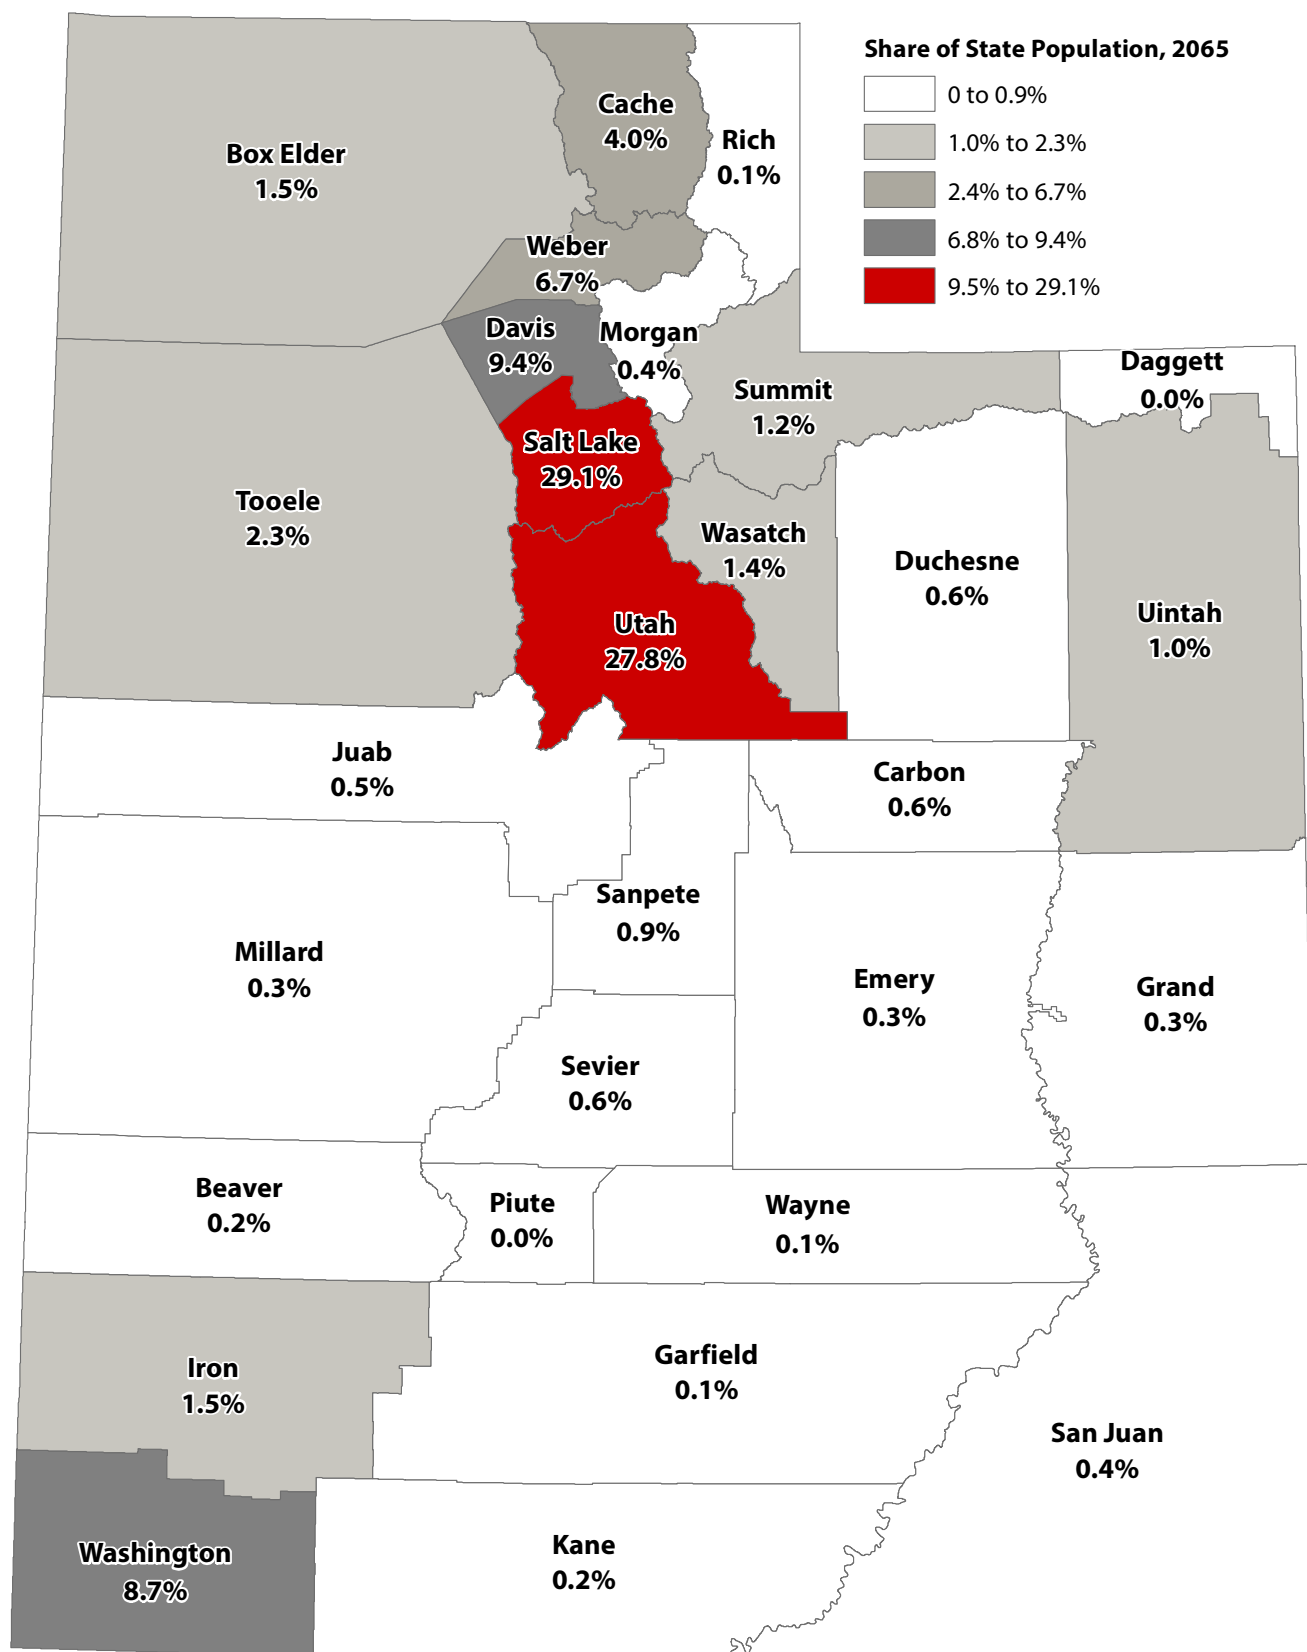 Share of State Population, 2065
0 to 0.9%
1.0% to 2.3%
2.4% to 6.7%
6.8% to 9.4%
9.5% to 29.1%
Cache
4.0%
Rich
0.1%
Box Elder
1.5%
Weber
6.7%
Davis
9.4%
Morgan
0.4%
Daggett
0.0%
Summit
1.2%
Salt Lake
29.1%
Tooele
2.3%
Wasatch
1.4%
Duchesne
0.6%
Uintah
1.0%
Utah
27.8%
Juab
0.5%
Carbon
0.6%
Sanpete
0.9%
Millard
0.3%
Emery
0.3%
Grand
0.3%
Sevier
0.6%
Beaver
0.2%
Piute
0.0%
Wayne
0.1%
Iron
1.5%
Garfield
0.1%
San Juan
0.4%
Washington
8.7%
Kane
0.2%